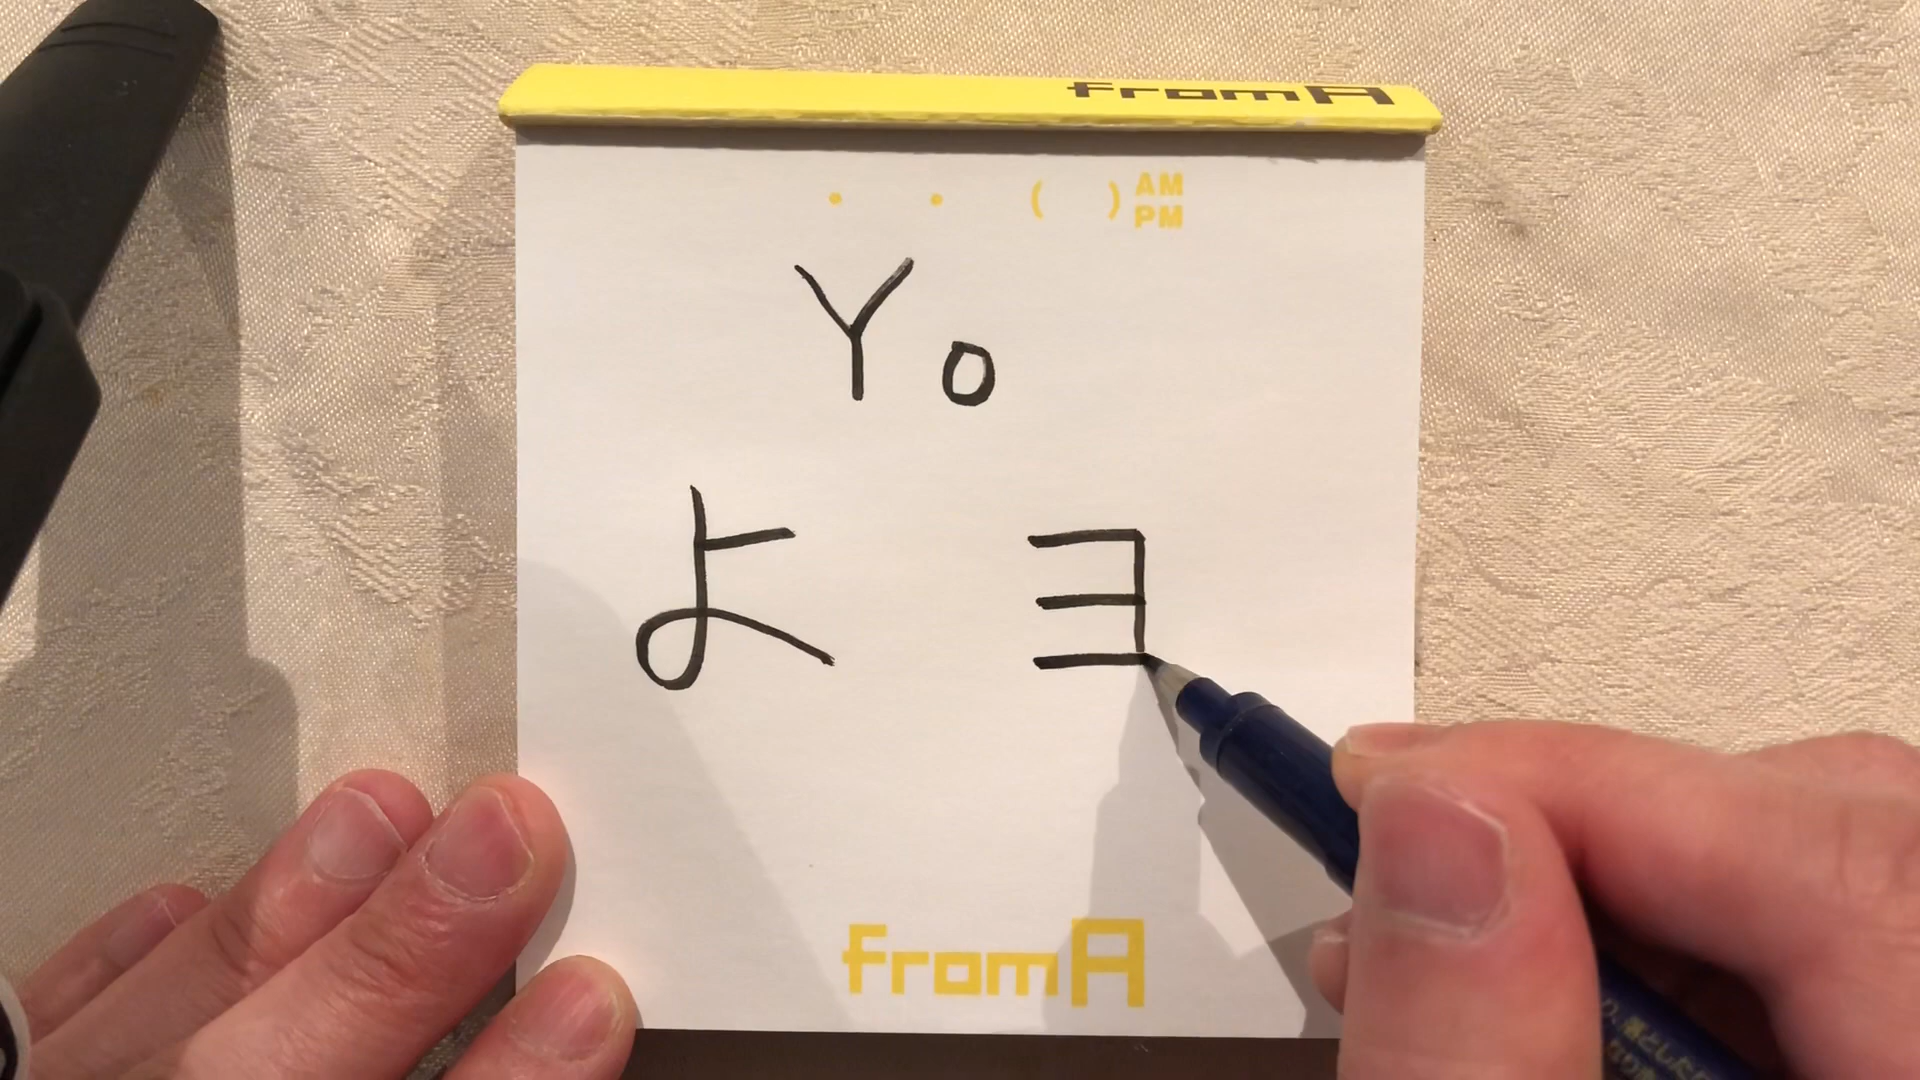 fromA
• • ( ) AM
PM
Yo
よ ヨ
fromA